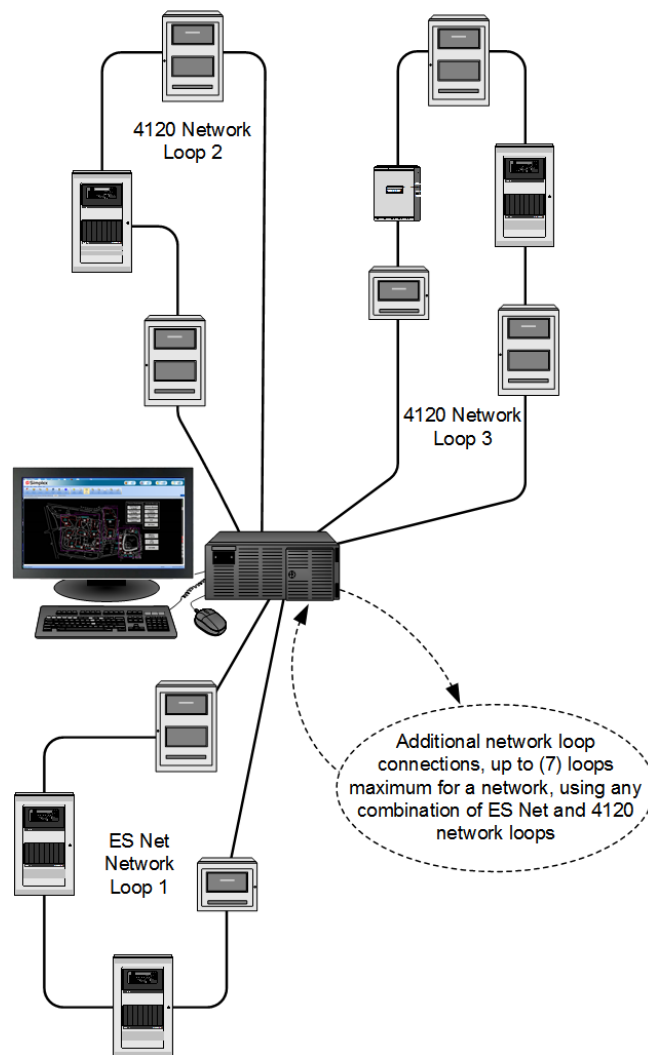 4120 Network
Loop 2
4120 Network
Loop 3
Simplex
Additional network loop
connections, up to (7) loops
maximum for a network, using any
combination of ES Net and 4120
network loops
ES Net
Network
Loop 1